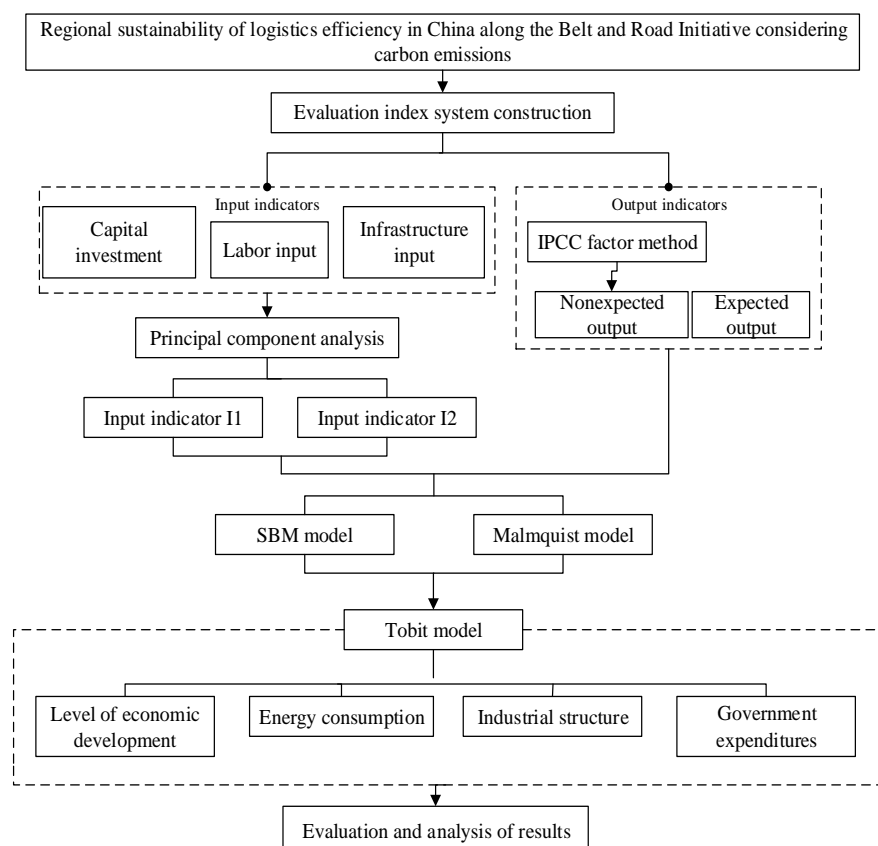 Regional sustainability of logistics efficiency in China along the Belt and Road Initiative considering
carbon emissions
Evaluation index system construction
Input indicators
Capital
investment
Labor input
Infrastructure
input
Output indicators
IPCC factor method
Nonexpected
output
Expected
output
Principal component analysis
Input indicator I1
Input indicator I2
SBM model
Malmquist model
Tobit model
Level of economic
development
Energy consumption
Industrial structure
Government
expenditures
Evaluation and analysis of results